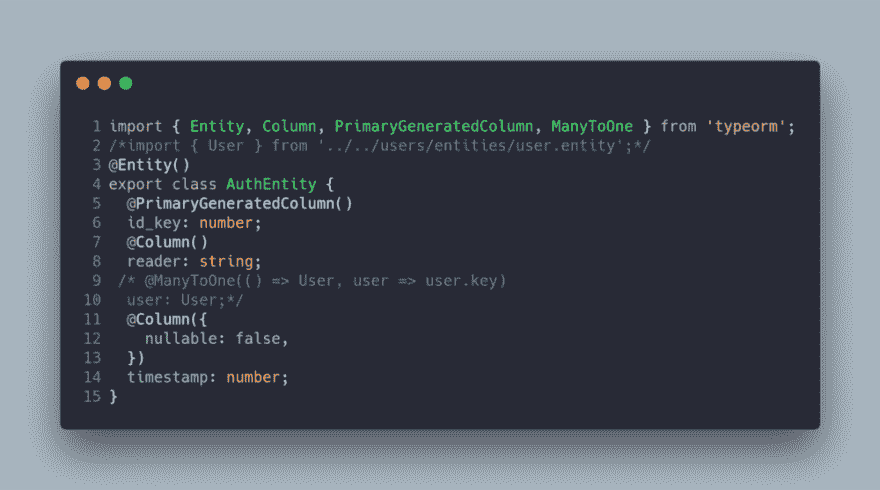 1 import { Entity, Column, PrimaryGeneratedColumn, ManyToOne } from 'typeorm';
2 /*import { User } from '../../users/entities/user.entity';*/
3 @Entity()
4 export class AuthEntity {
5   @PrimaryGeneratedColumn()
6   id_key: number;
7   @Column()
8   reader: string;
9  /* @ManyToOne(() => User, user => user.key)
10   user: User;*/
11   @Column({
12     nullable: false,
13   })
14   timestamp: number;
15 }